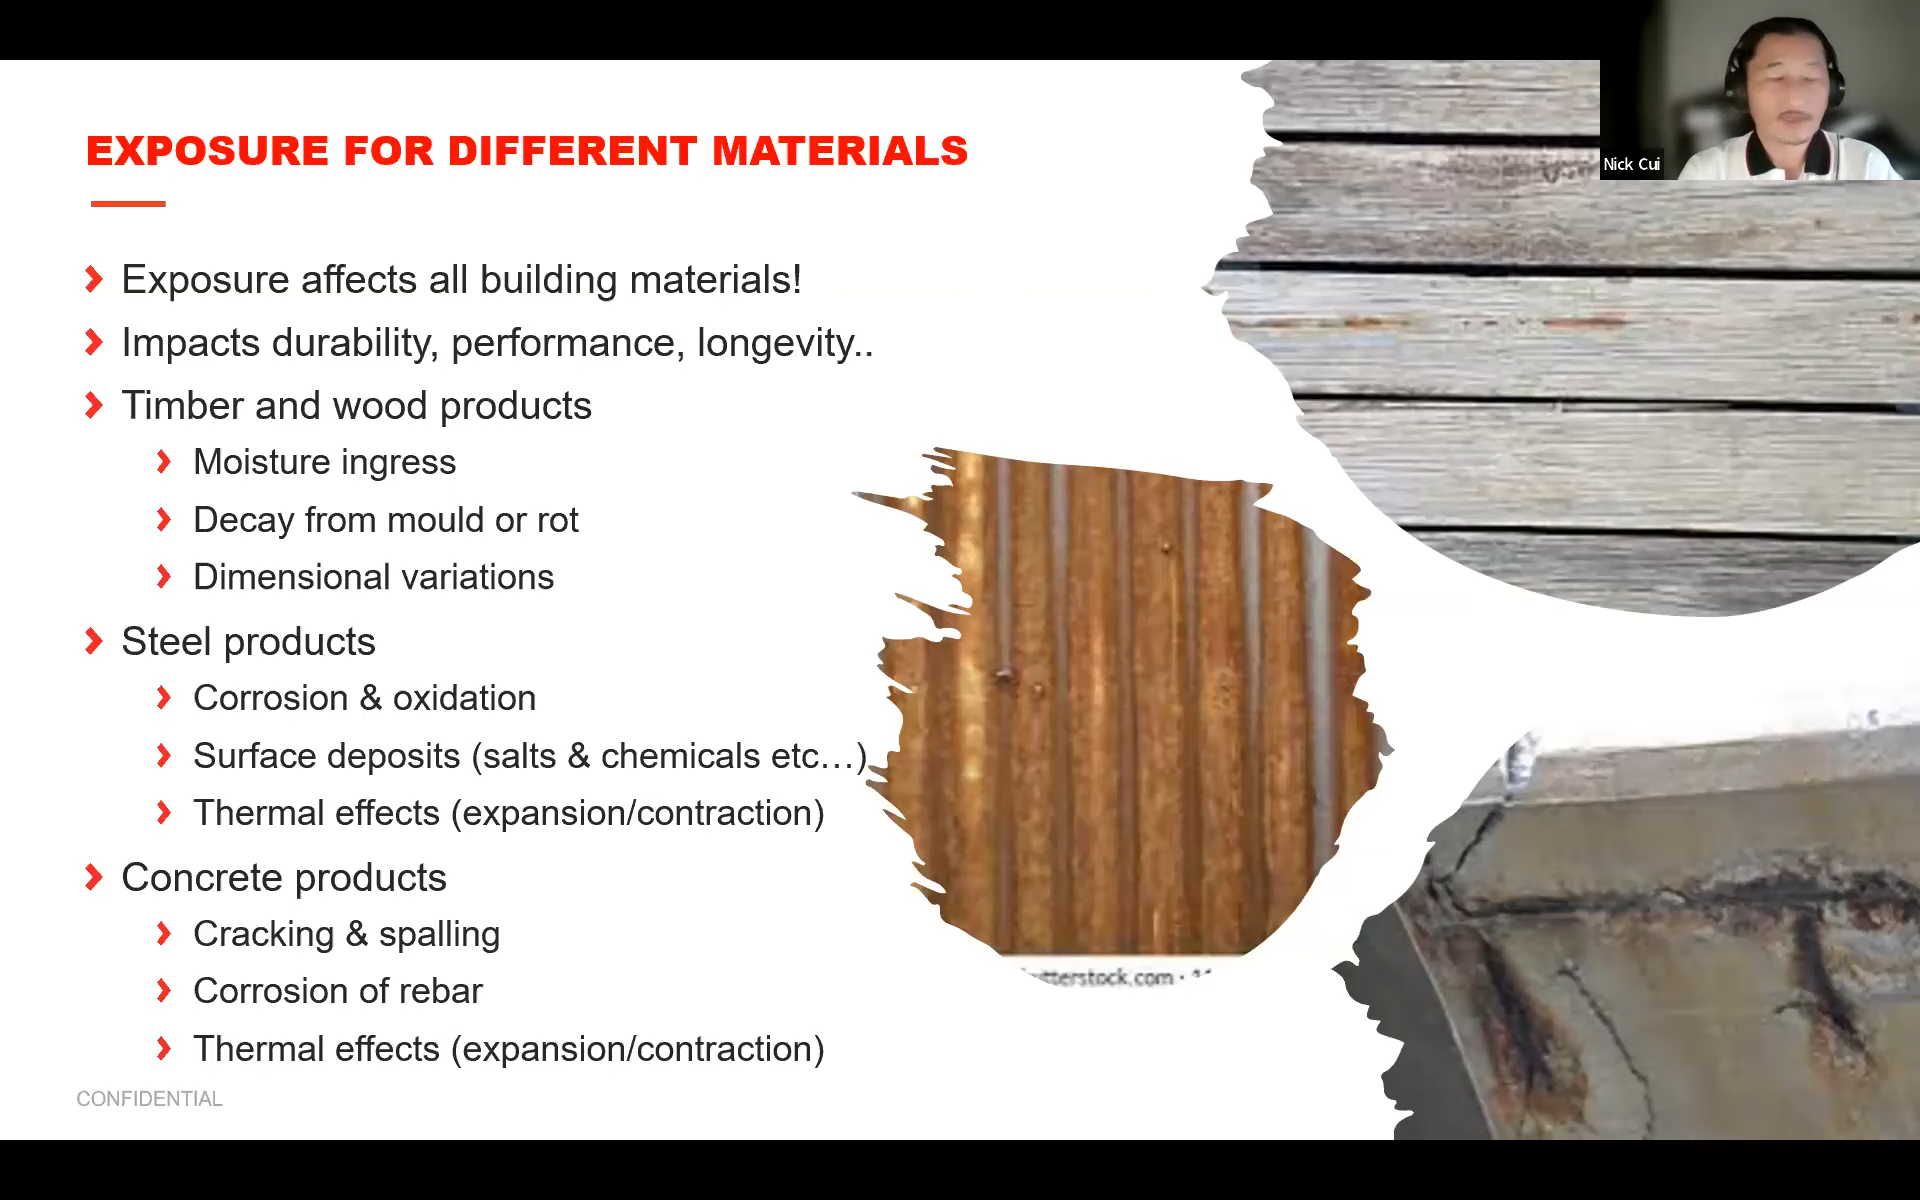 Nick Cui
EXPOSURE FOR DIFFERENT MATERIALS
Exposure affects all building materials!
Impacts durability, performance, longevity..
Timber and wood products
Moisture ingress
Decay from mould or rot
Dimensional variations
Steel products
Corrosion & oxidation
Surface deposits (salts & chemicals etc…)
Thermal effects (expansion/contraction)
Concrete products
Cracking & spalling
Corrosion of rebar
Thermal effects (expansion/contraction)
CONFIDENTIAL